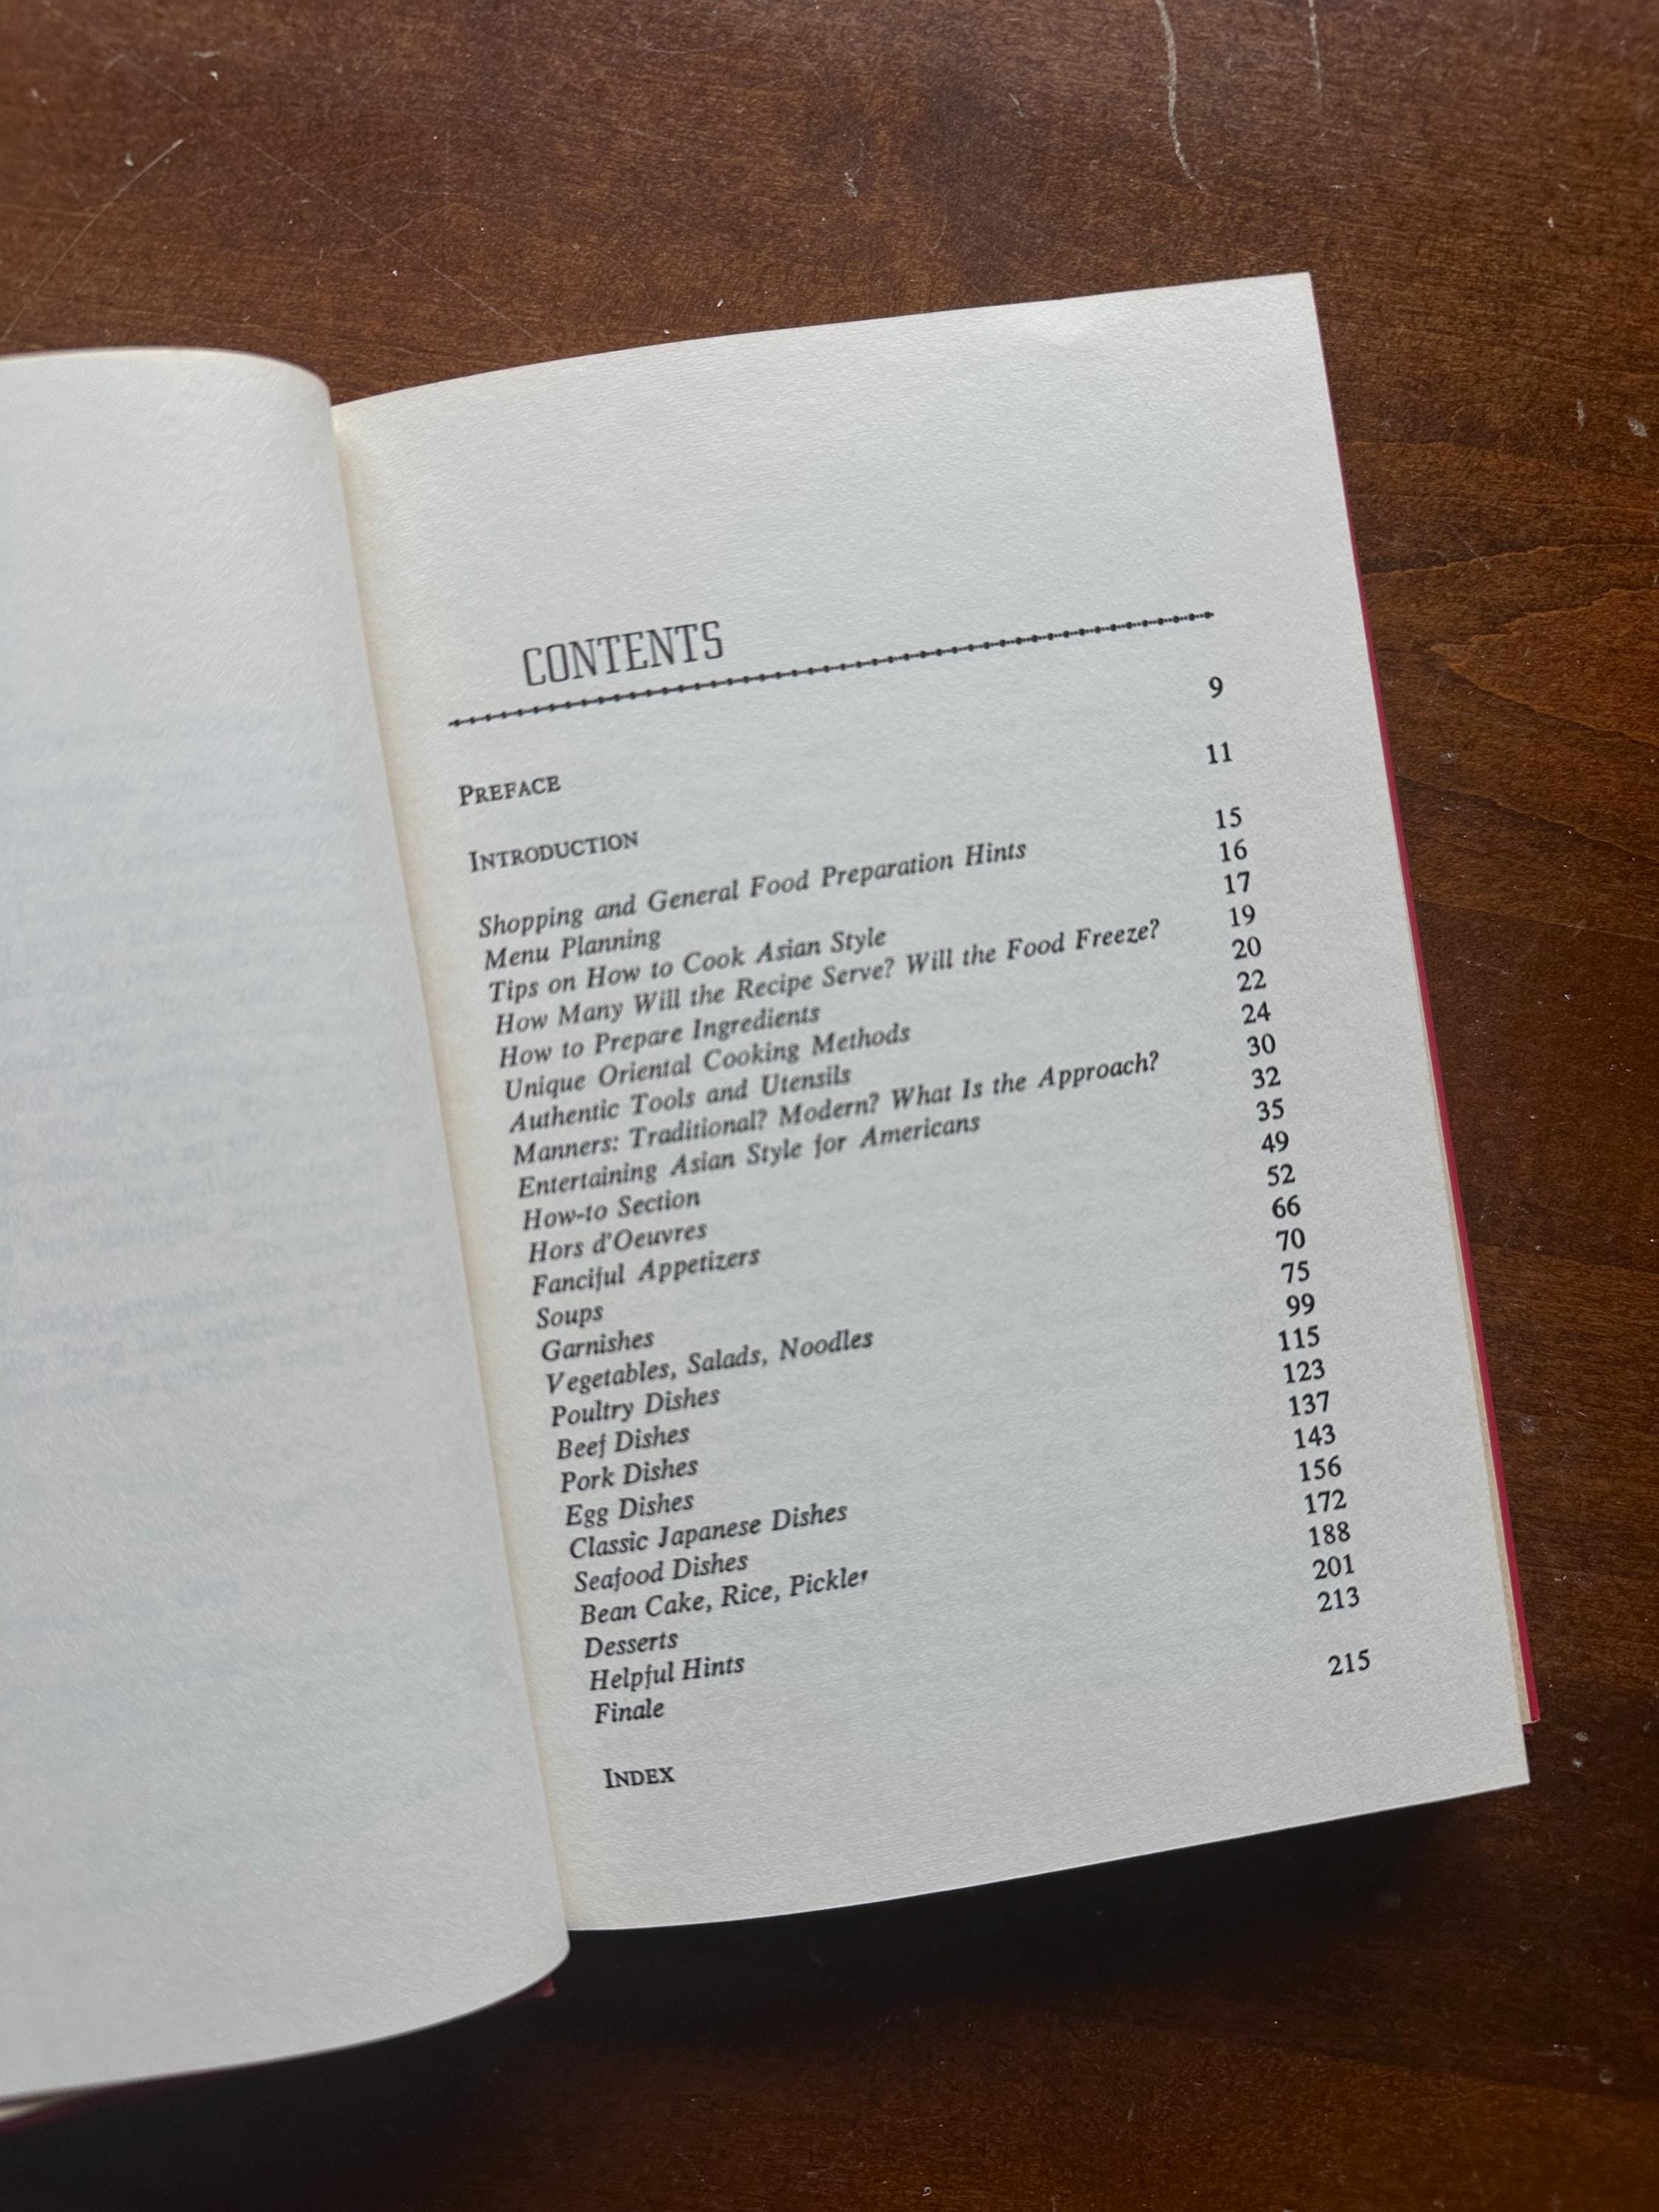 CONTENTS
PREFACE 9
INTRODUCTION 11
Shopping and General Food Preparation Hints 15
Menu Planning 16
Tips on How to Cook Asian Style 17
How Many Will the Recipe Serve? Will the Food Freeze? 19
How to Prepare Ingredients 20
Unique Oriental Cooking Methods 22
Authentic Tools and Utensils 24
Manners: Traditional? Modern? What Is the Approach? 30
Entertaining Asian Style for Americans 32
How-to Section 35
Hors d'Oeuvres 49
Fanciful Appetizers 52
Soups 66
Garnishes 70
Vegetables, Salads, Noodles 75
Poultry Dishes 99
Beef Dishes 115
Pork Dishes 123
Egg Dishes 137
Classic Japanese Dishes 143
Seafood Dishes 156
Bean Cake, Rice, Pickles 172
Desserts 188
Helpful Hints 201
Finale 213
INDEX 215